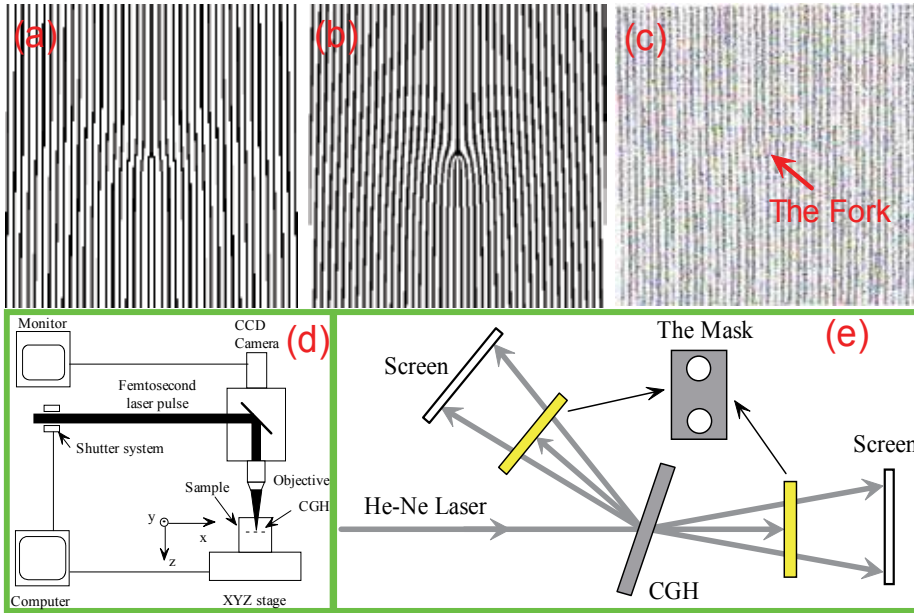 (a)
(b)
(c)
The Fork
Monitor
CCD
Camera
(d)
Femtosecond
laser pulse
Shutter system
Sample
Objective
CGH
y
x
z
Computer
XYZ stage
(e)
The Mask
Screen
Screen
He-Ne Laser
CGH